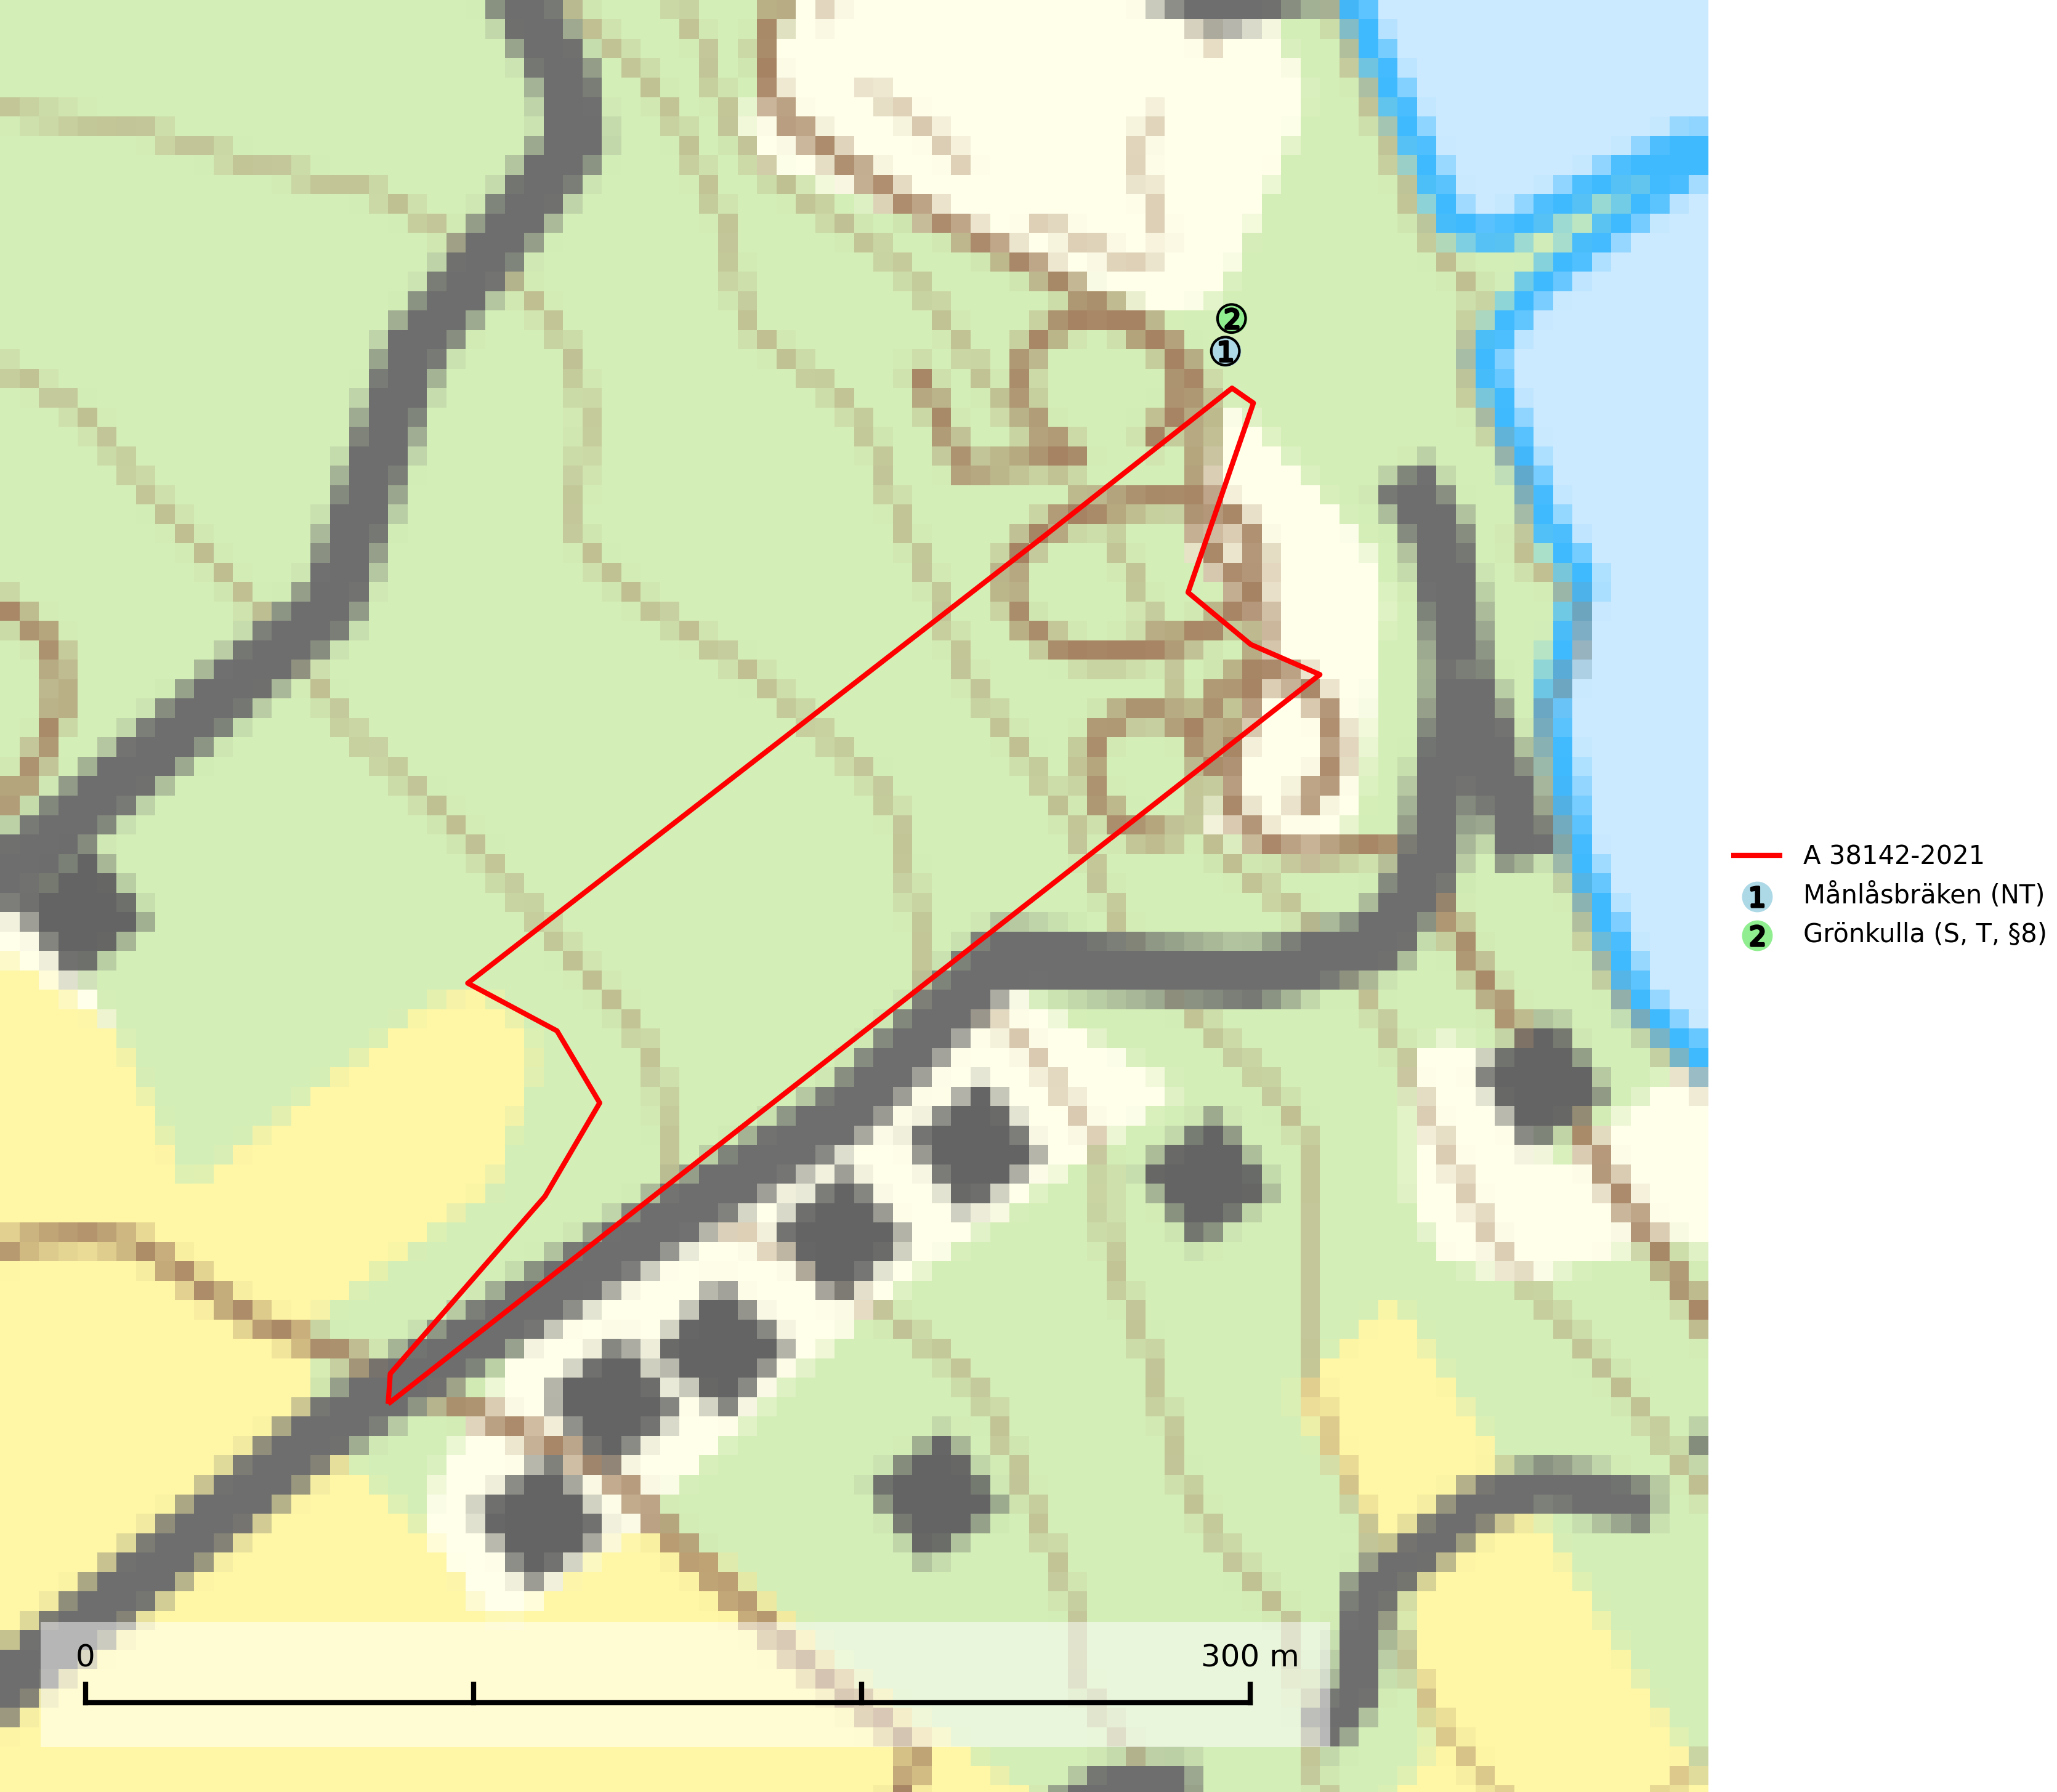 2
1
A 38142-2021
1 Månlåsbräken (NT)
2 Grönkulla (S, T, §8)
0 300 m